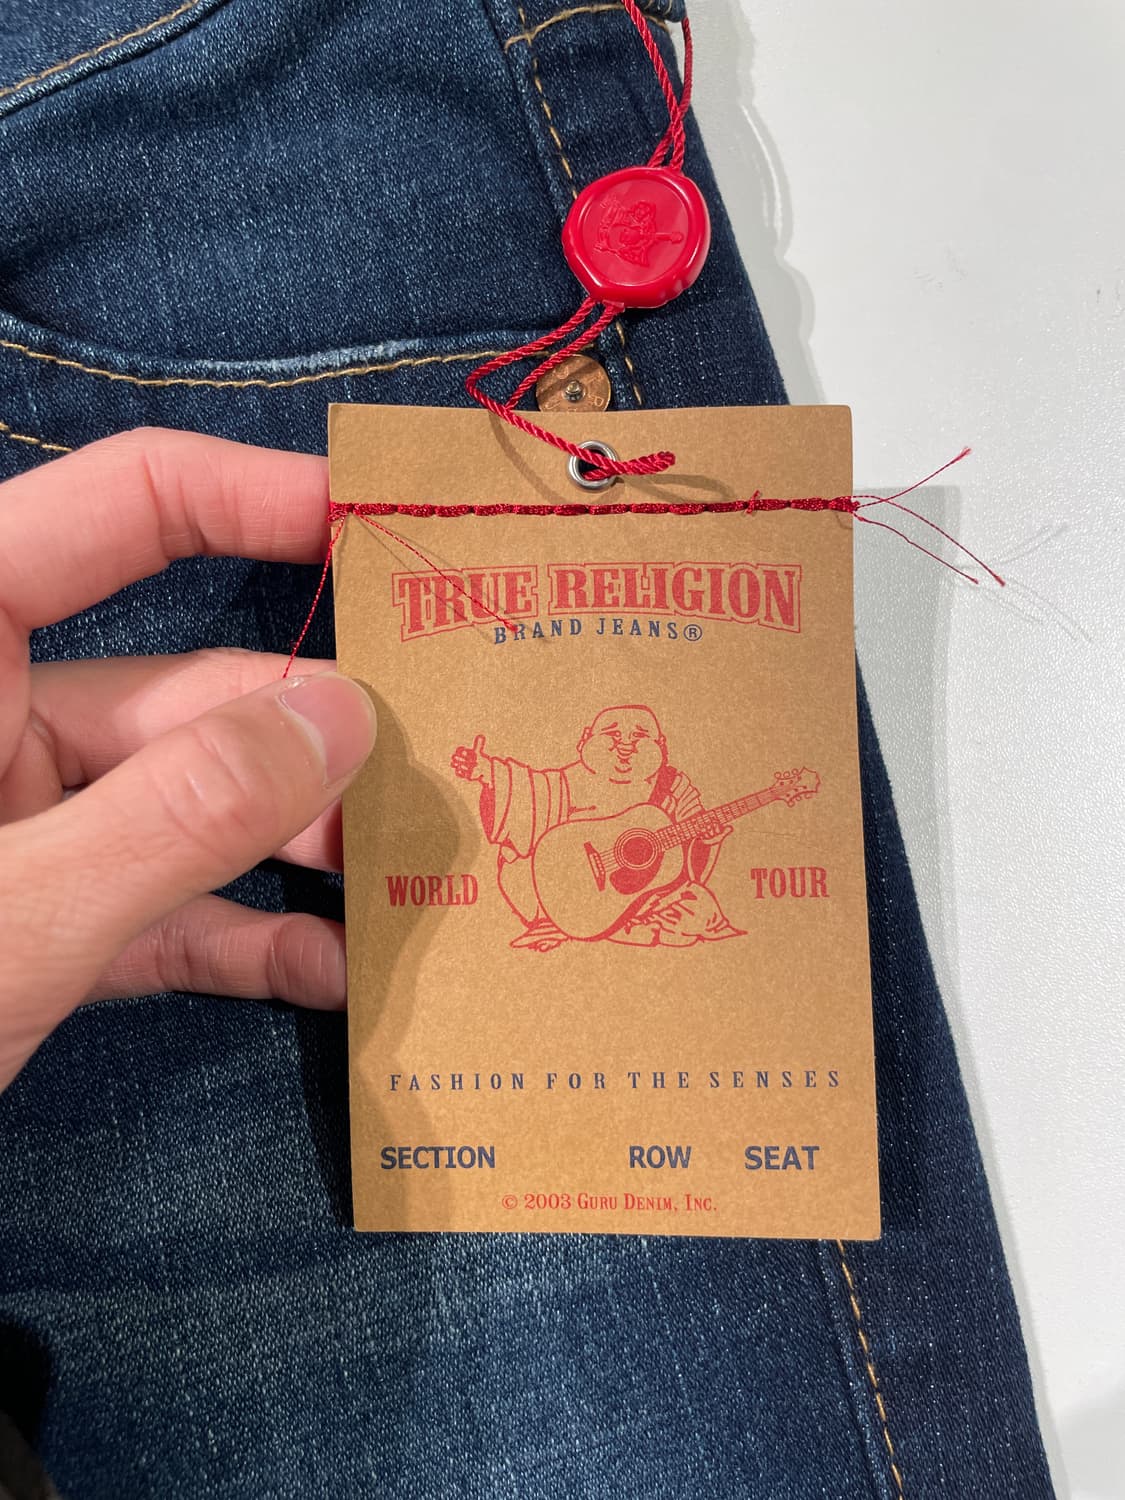 TRUE RELIGION
BRAND JEANS®
WORLD TOUR
FASHION FOR THE SENSES
SECTION ROW SEAT
© 2003 GURU DENIM, INC.